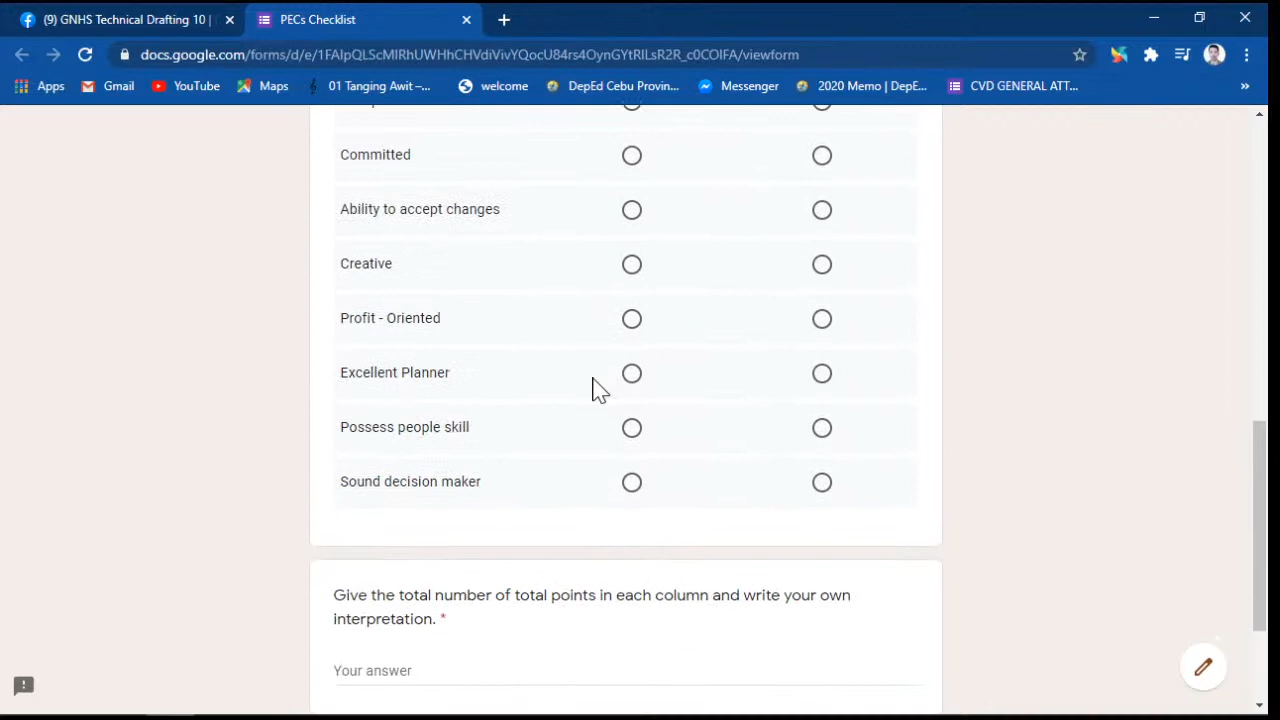 (9) GNHS Technical Drafting 10 |
PECs Checklist
docs.google.com/forms/d/e/1FAIpQLScMIRhUWHhCHVdiVivYQocU84rs4OynGYtRILsR2R_c0COIFA/viewform
Apps
Gmail
YouTube
Maps
01 Tanging Awit –...
welcome
DepEd Cebu Provin...
Messenger
2020 Memo | DepE...
CVD GENERAL ATT...
Committed
Ability to accept changes
Creative
Profit - Oriented
Excellent Planner
Possess people skill
Sound decision maker
Give the total number of total points in each column and write your own
interpretation. *
Your answer